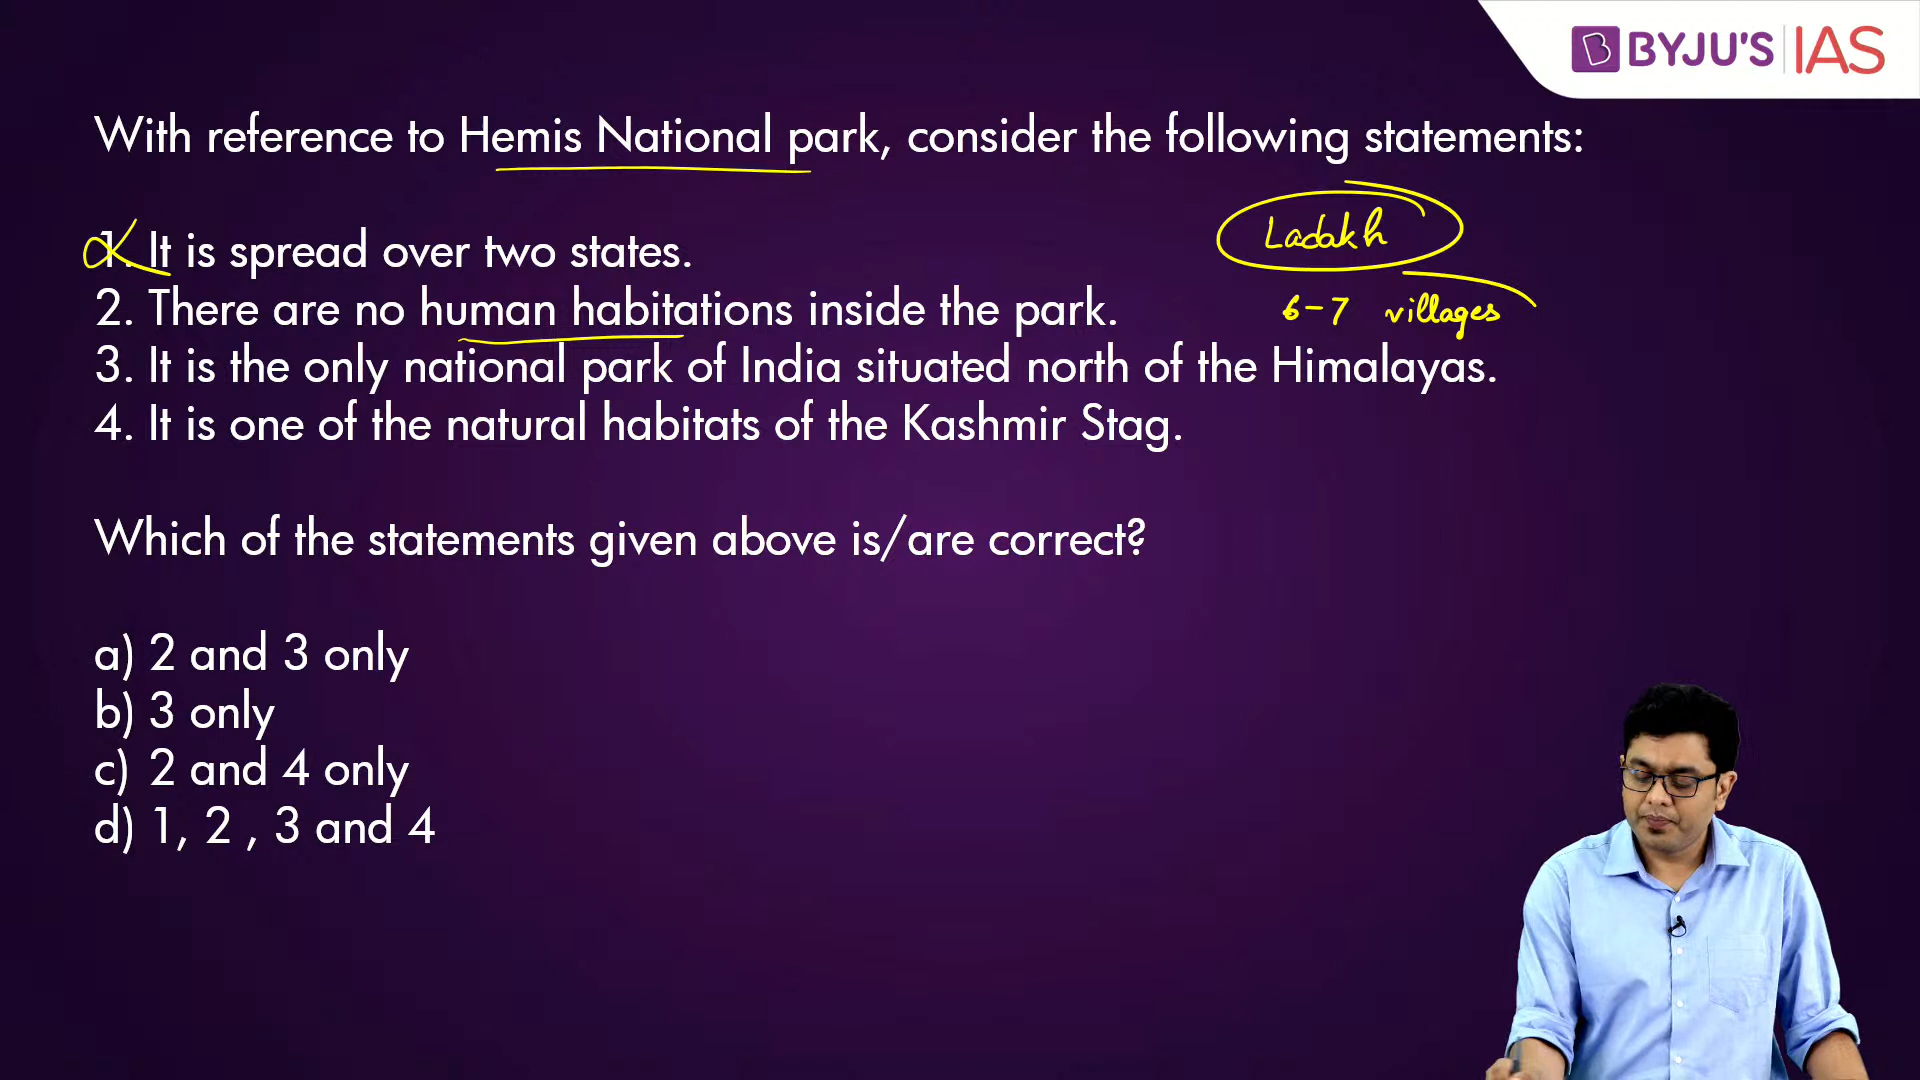 BYJU'S IAS
With reference to Hemis National park, consider the following statements:
1. It is spread over two states.
Ladakh
2. There are no human habitations inside the park.
6-7 villages
3. It is the only national park of India situated north of the Himalayas.
4. It is one of the natural habitats of the Kashmir Stag.
Which of the statements given above is/are correct?
a) 2 and 3 only
b) 3 only
c) 2 and 4 only
d) 1, 2 , 3 and 4